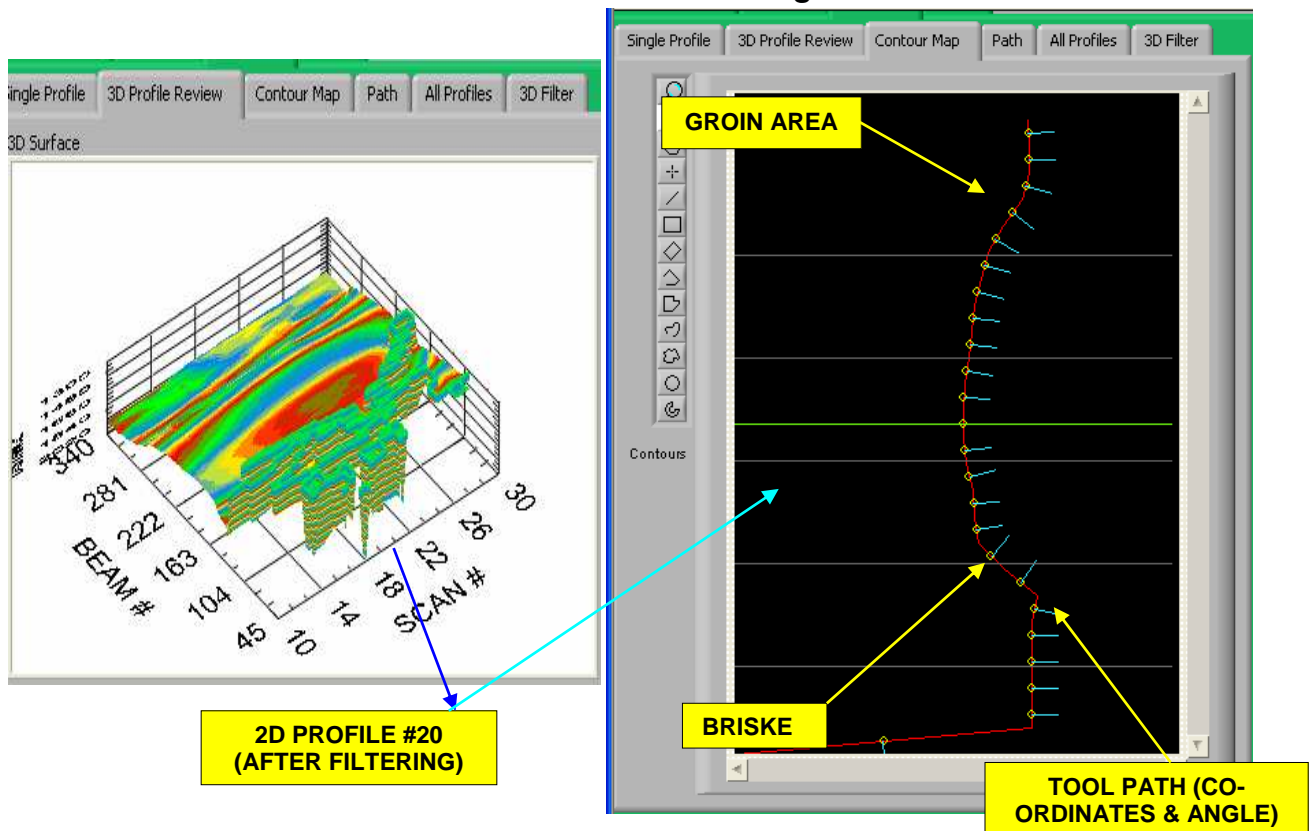 Single Profile 3D Profile Review Contour Map Path All Profiles 3D Filter
3D Surface
340
281
222
163
104
45
BEAM #
10
14
18
22
26
30
SCAN #
2D PROFILE #20
(AFTER FILTERING)
Single Profile 3D Profile Review Contour Map Path All Profiles 3D Filter
GROIN AREA
Contours
BRISKE
TOOL PATH (CO-
ORDINATES & ANGLE)